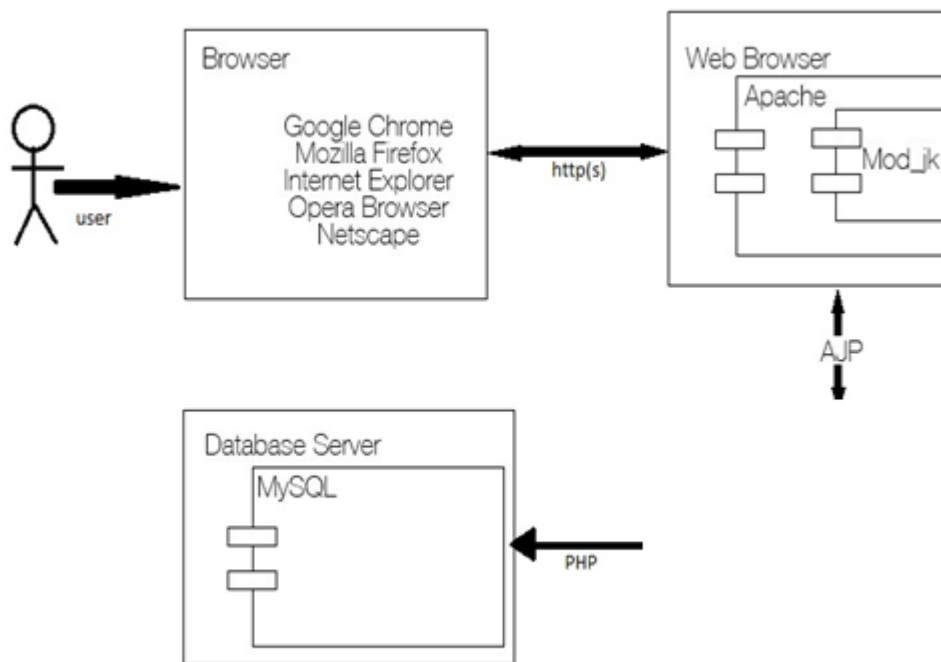 Browser
Google Chrome
Mozilla Firefox
Internet Explorer
Opera Browser
Netscape
user
http(s)
Web Browser
Apache
Mod_jk
AJP
Database Server
MySQL
PHP